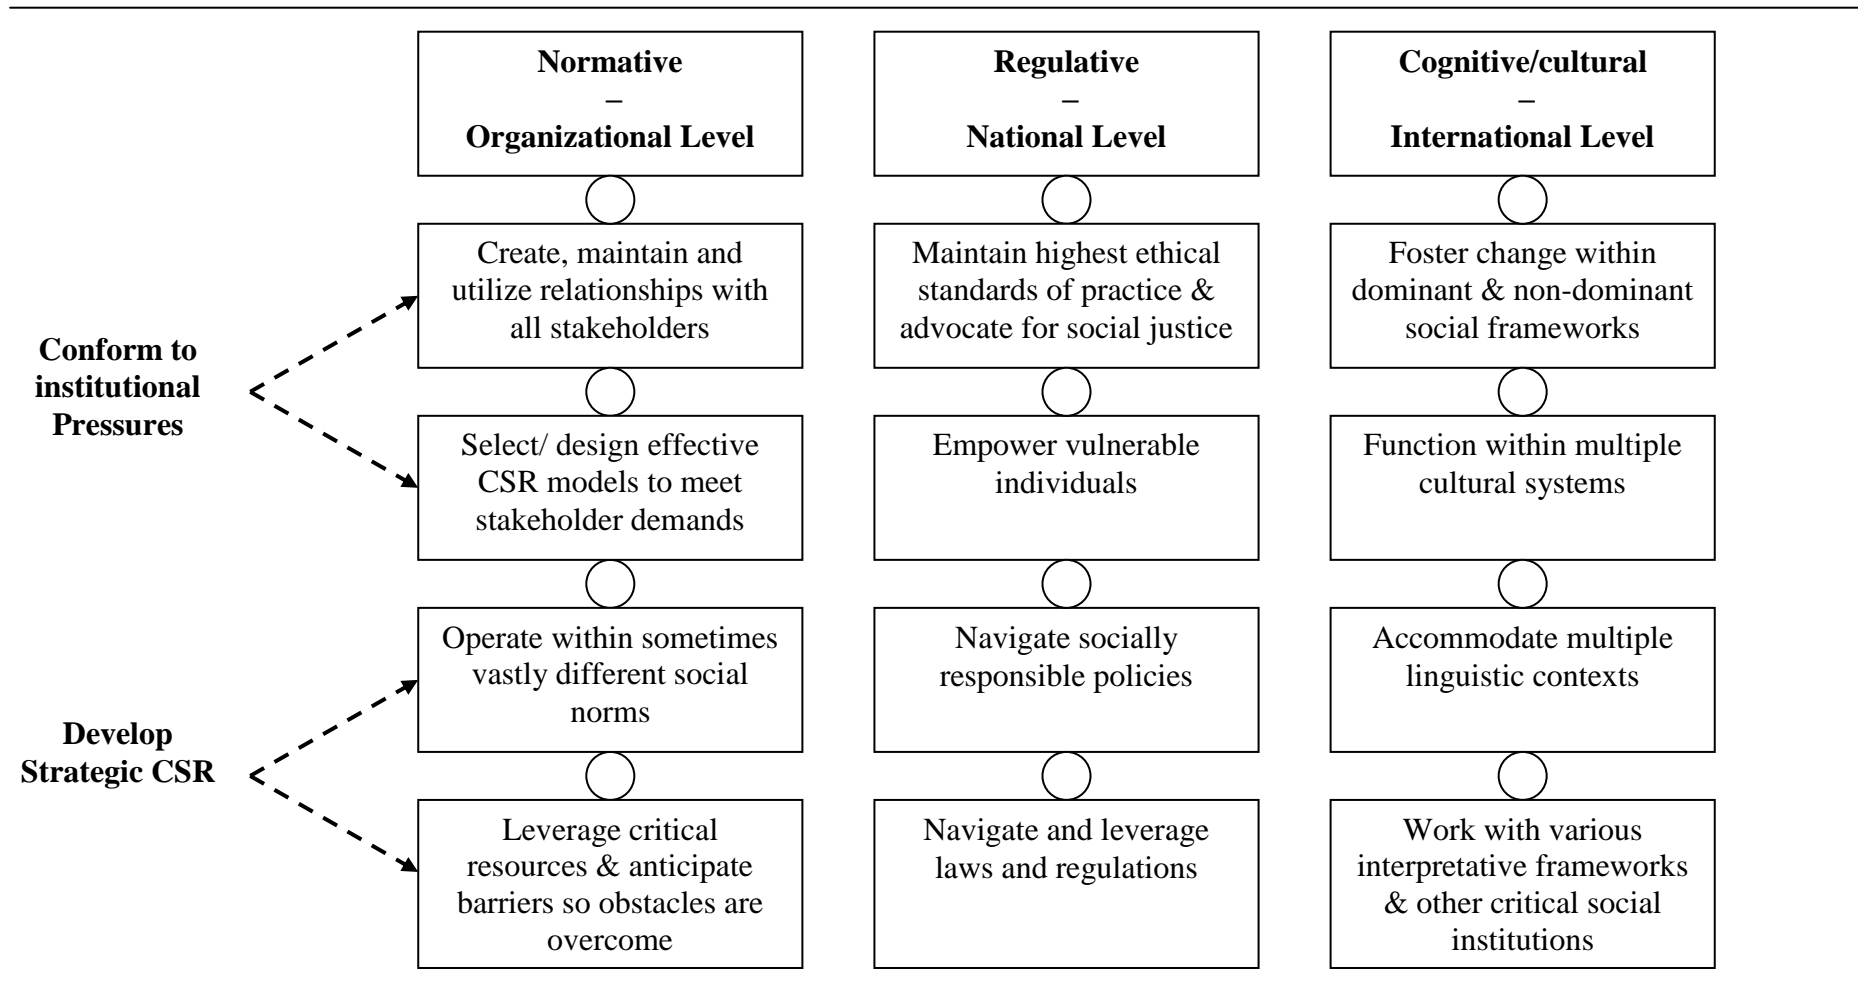 Normative
–
Organizational Level
Regulative
–
National Level
Cognitive/cultural
–
International Level
Conform to
institutional
Pressures
Create, maintain and
utilize relationships with
all stakeholders
Maintain highest ethical
standards of practice &
advocate for social justice
Foster change within
dominant & non-dominant
social frameworks
Select/ design effective
CSR models to meet
stakeholder demands
Empower vulnerable
individuals
Function within multiple
cultural systems
Develop
Strategic CSR
Operate within sometimes
vastly different social
norms
Navigate socially
responsible policies
Accommodate multiple
linguistic contexts
Leverage critical
resources & anticipate
barriers so obstacles are
overcome
Navigate and leverage
laws and regulations
Work with various
interpretative frameworks
& other critical social
institutions